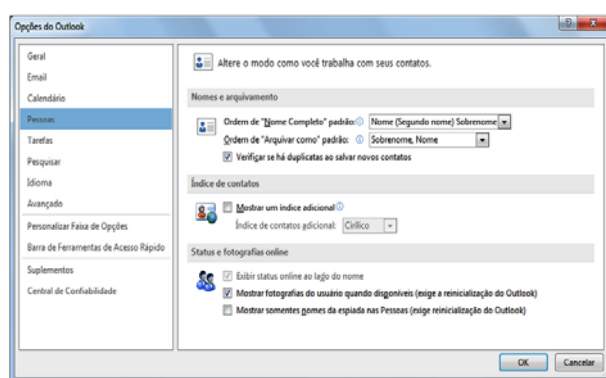 Opções do Outlook
Geral
Email
Calendário
Pessoas
Tarefas
Pesquisar
Idioma
Avançado
Personalizar Faixa de Opções
Barra de Ferramentas de Acesso Rápido
Suplementos
Central de Confiabilidade
Altere o modo como você trabalha com seus contatos.
Nomes e arquivamento
Ordem de "Nome Completo" padrão: Nome (Segundo nome) Sobrenome
Ordem de "Arquivar como" padrão: Sobrenome, Nome
Verificar se há duplicatas ao salvar novos contatos
Índice de contatos
Mostrar um índice adicional
Índice de contatos adicional: Cirílico
Status e fotografias online
Exibir status online ao lado do nome
Mostrar fotografias do usuário quando disponíveis (exige a reinicialização do Outlook)
Mostrar somentes nomes da espiada nas Pessoas (exige reinicialização do Outlook)
OK Cancelar